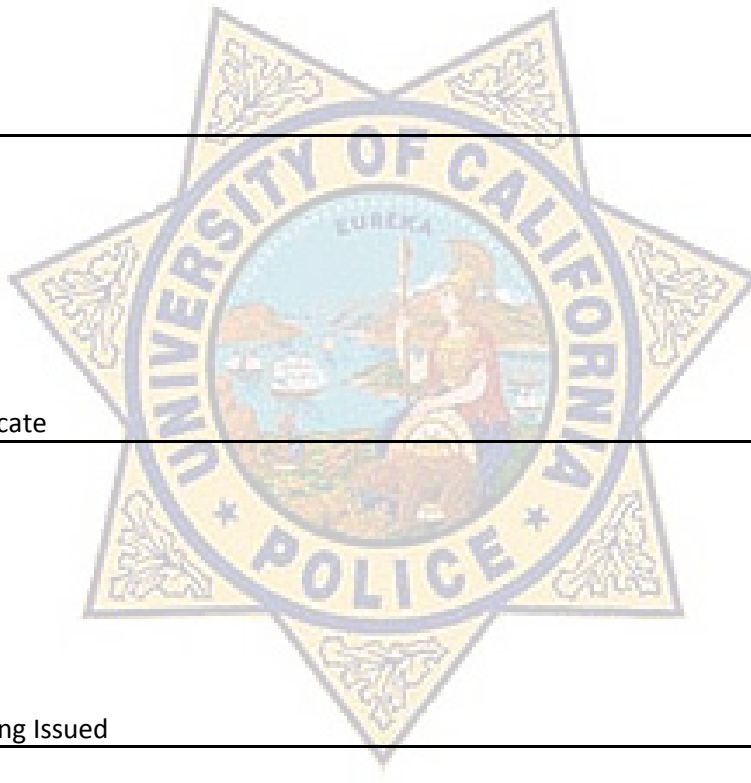 UNIVERSITY OF CALIFORNIA
EUREKA
cate
POLICE
ng Issued